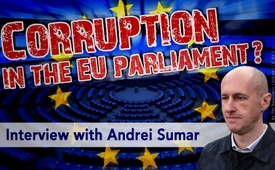 CORRUPTION
IN THE EU PARLIAMENT?
Interview with Andrei Sumar